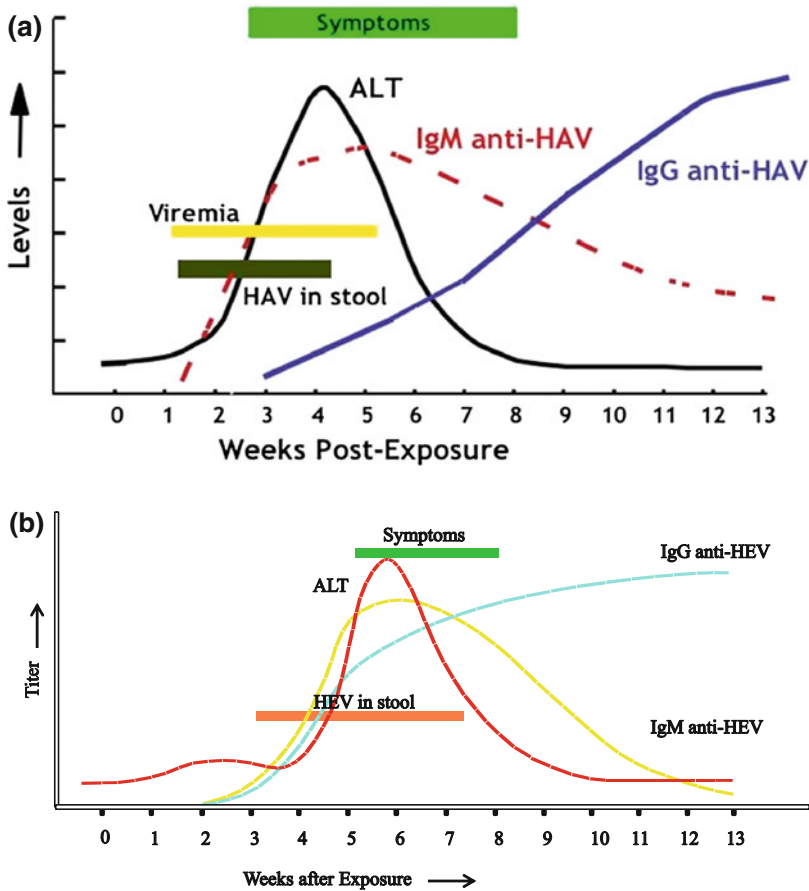 (a)
Symptoms
ALT
IgM anti-HAV
IgG anti-HAV
Viremia
HAV in stool
Levels
0 1 2 3 4 5 6 7 8 9 10 11 12 13
Weeks Post-Exposure
(b)
Symptoms
IgG anti-HEV
ALT
HEV in stool
IgM anti-HEV
Titer
0 1 2 3 4 5 6 7 8 9 10 11 12 13
Weeks after Exposure